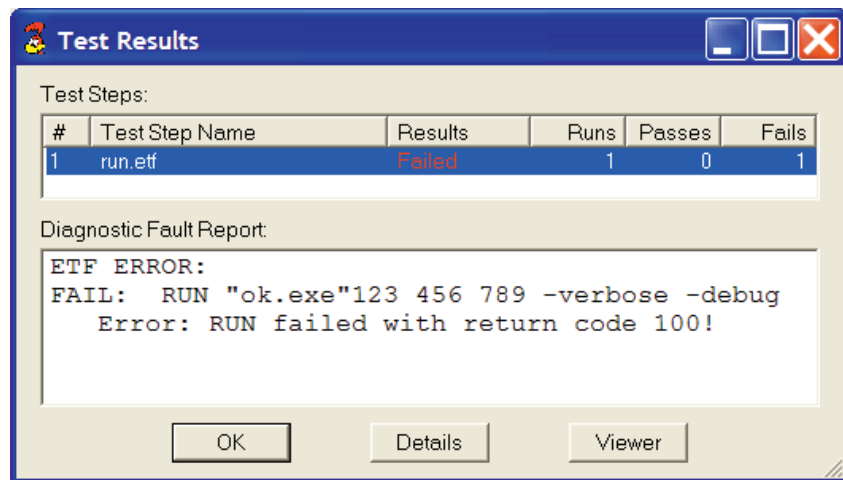 Test Results
Test Steps:
# Test Step Name Results Runs Passes Fails
1 run.etf Failed 1 0 1
Diagnostic Fault Report:
ETF ERROR:
FAIL:  RUN "ok.exe"123 456 789 -verbose -debug
   Error: RUN failed with return code 100!
OK Details Viewer